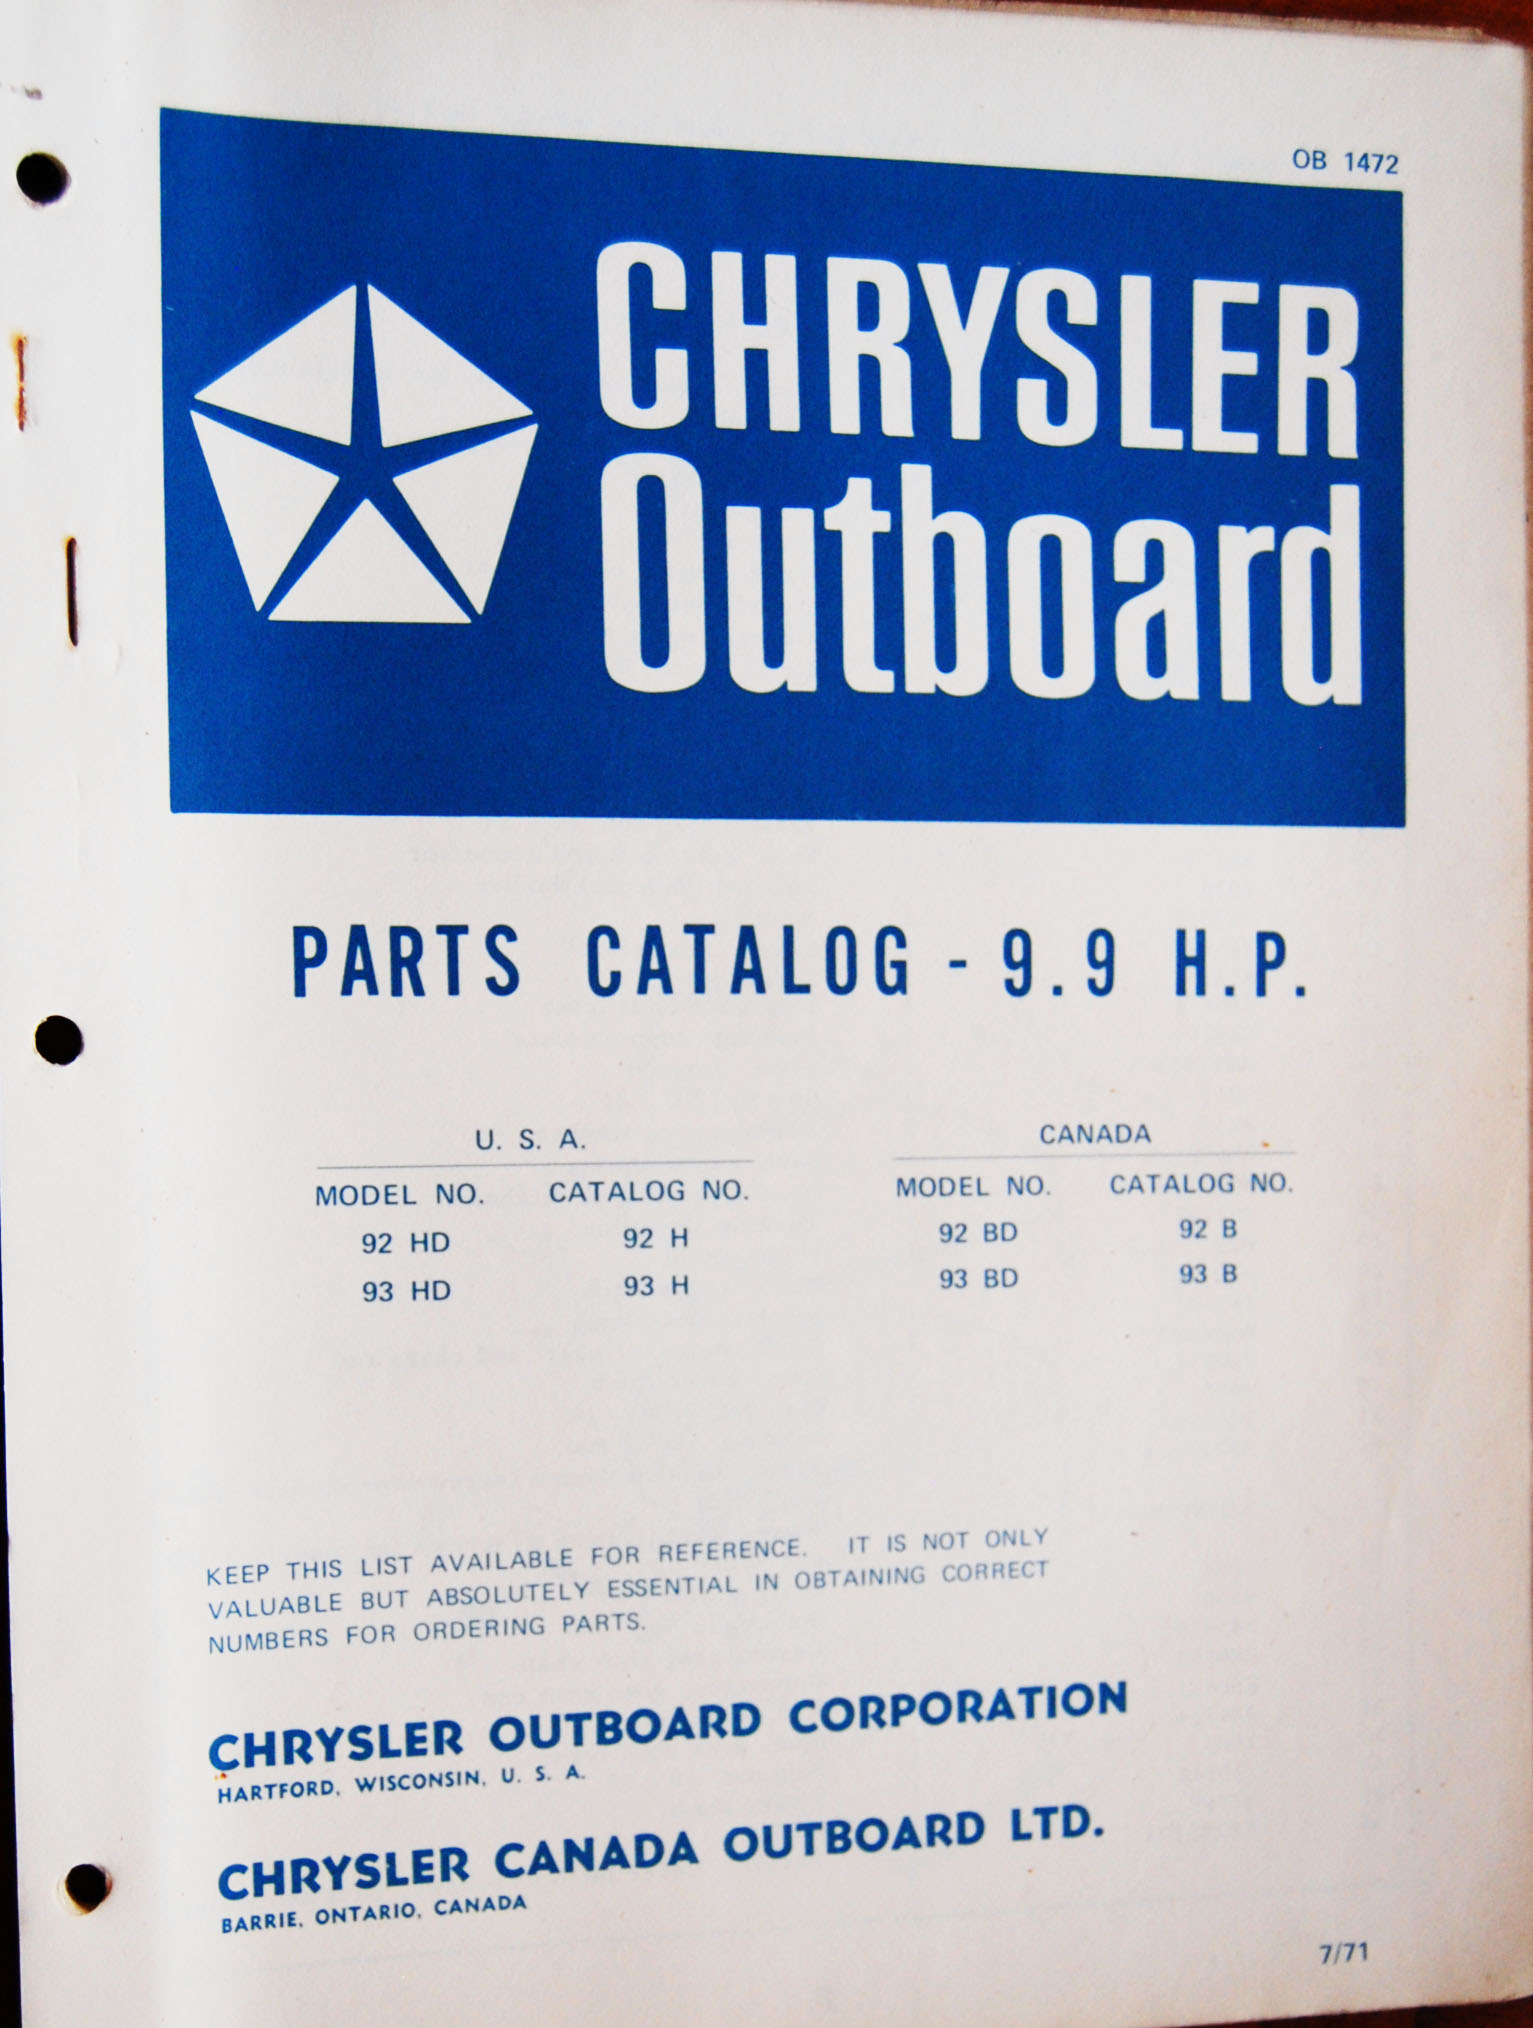 OB 1472
CHRYSLER
Outboard
PARTS CATALOG - 9.9 H.P.
U. S. A.
MODEL NO. CATALOG NO.
92 HD 92 H
93 HD 93 H
CANADA
MODEL NO. CATALOG NO.
92 BD 92 B
93 BD 93 B
KEEP THIS LIST AVAILABLE FOR REFERENCE. IT IS NOT ONLY
VALUABLE BUT ABSOLUTELY ESSENTIAL IN OBTAINING CORRECT
NUMBERS FOR ORDERING PARTS.
CHRYSLER OUTBOARD CORPORATION
HARTFORD, WISCONSIN, U. S. A.
CHRYSLER CANADA OUTBOARD LTD.
BARRIE, ONTARIO, CANADA
7/71